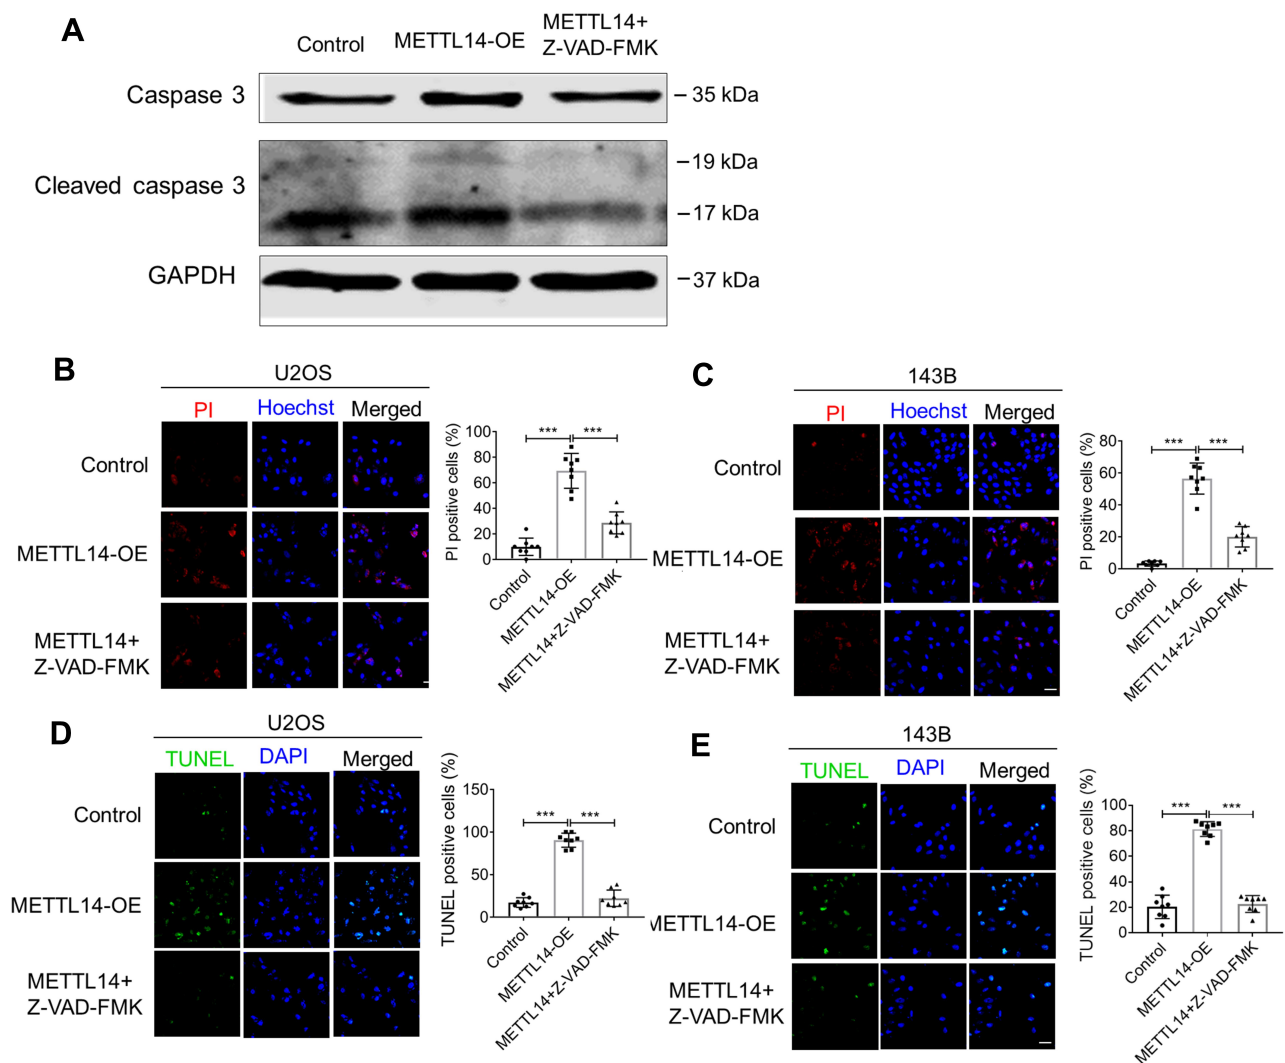 A
Control
METTL14-OE
METTL14+
Z-VAD-FMK
Caspase 3
35 kDa
Cleaved caspase 3
19 kDa
17 kDa
GAPDH
37 kDa
B
U2OS
PI
Hoechst
Merged
Control
METTL14-OE
METTL14+
Z-VAD-FMK
PI positive cells (%)
100
80
60
40
20
0
***
***
Control
METTL14-OE
METTL14+Z-VAD-FMK
C
143B
PI
Hoechst
Merged
Control
METTL14-OE
METTL14+
Z-VAD-FMK
PI positive cells (%)
80
60
40
20
0
***
***
Control
METTL14-OE
METTL14+Z-VAD-FMK
D
U2OS
TUNEL
DAPI
Merged
Control
METTL14-OE
METTL14+
Z-VAD-FMK
TUNEL positive cells (%)
150
100
50
0
***
***
Control
METTL14-OE
METTL14+Z-VAD-FMK
E
143B
TUNEL
DAPI
Merged
Control
METTL14-OE
METTL14+
Z-VAD-FMK
TUNEL positive cells (%)
100
80
60
40
20
0
***
***
Control
METTL14-OE
METTL14+Z-VAD-FMK